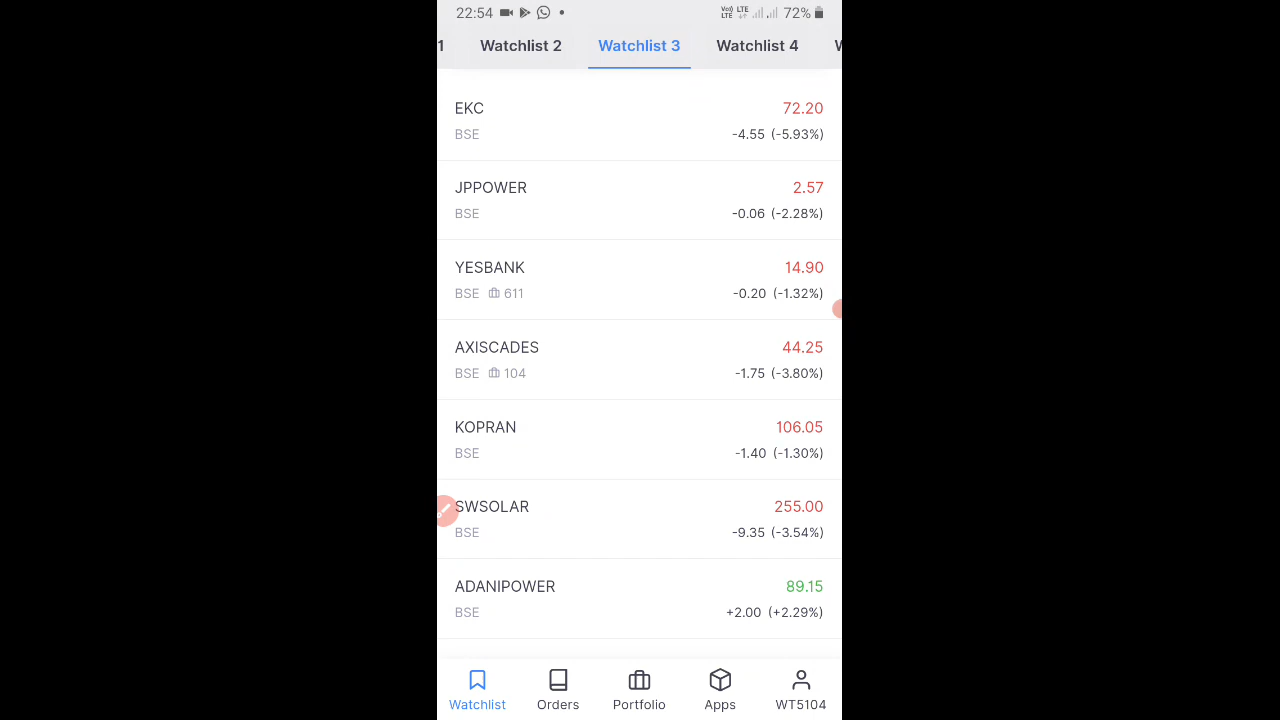 22:54 Vo) LTE LTE 72%
1 Watchlist 2 Watchlist 3 Watchlist 4 W
EKC 72.20
BSE -4.55 (-5.93%)
JPPOWER 2.57
BSE -0.06 (-2.28%)
YESBANK 14.90
BSE 611 -0.20 (-1.32%)
AXISCADES 44.25
BSE 104 -1.75 (-3.80%)
KOPRAN 106.05
BSE -1.40 (-1.30%)
SWSOLAR 255.00
BSE -9.35 (-3.54%)
ADANIPOWER 89.15
BSE +2.00 (+2.29%)
Watchlist Orders Portfolio Apps WT5104